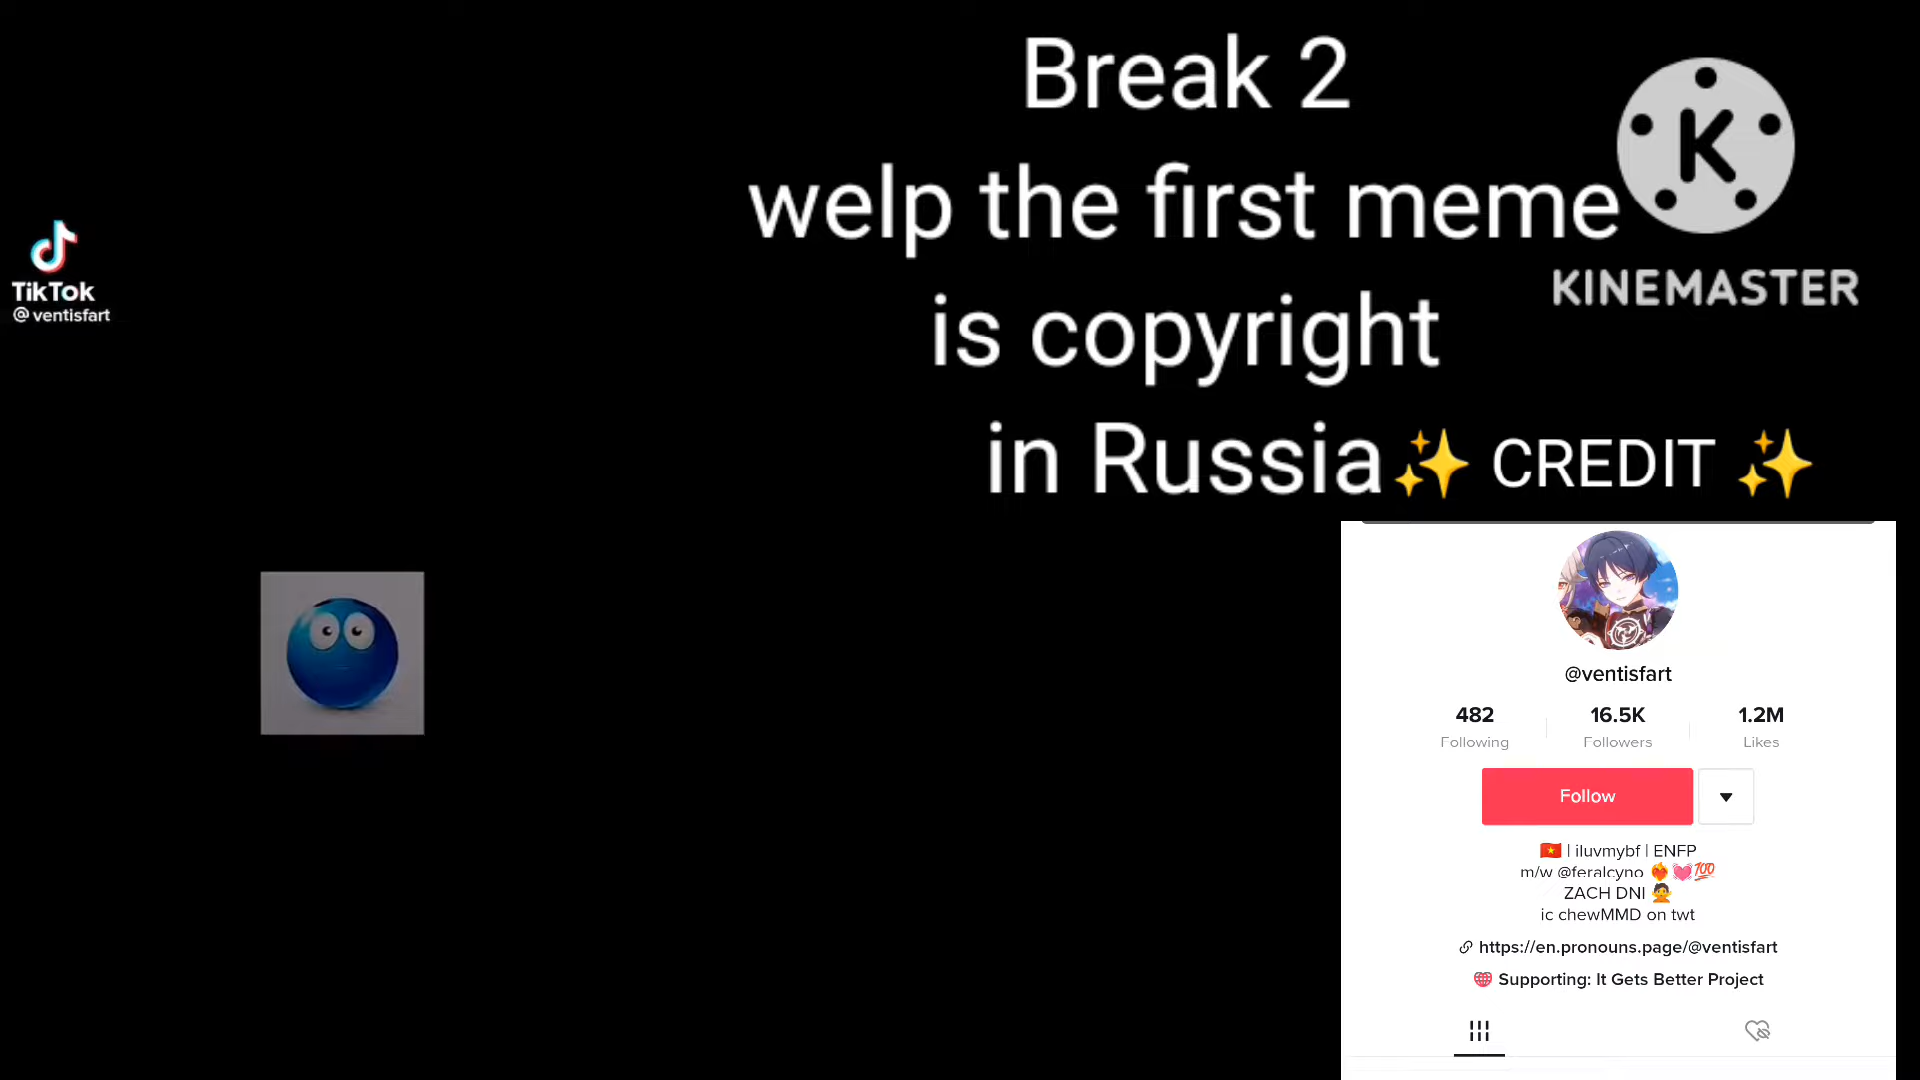 Break 2
welp the first meme
is copyright
in Russia✨ CREDIT ✨
K
KINEMASTER
TikTok
@ventisfart
@ventisfart
482 16.5K 1.2M
Following Followers Likes
Follow
🇻🇳 | iluvmybf | ENFP
m/w @feralcyno ❤️‍🔥💓💯
ZACH DNI 🙅
ic chewMMD on twt
https://en.pronouns.page/@ventisfart
Supporting: It Gets Better Project